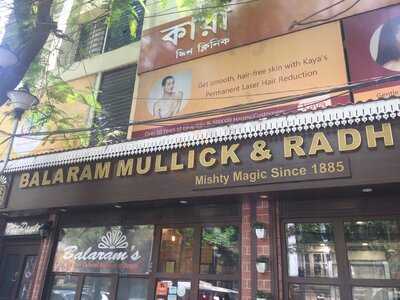 কায়া
স্কিন ক্লিনিক
Get smooth, hair-free skin with Kaya's
Permanent Laser Hair Reduction
BALARAM MULLICK & RADH
Mishty Magic Since 1885
Balaram's